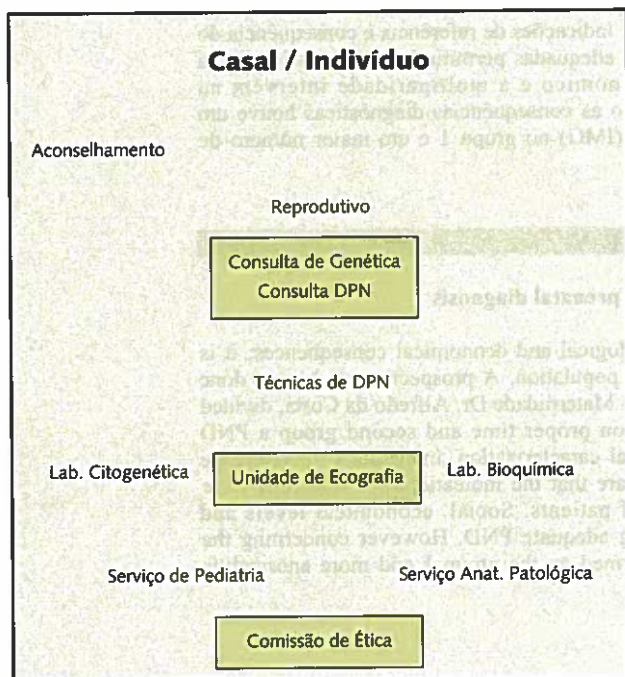 Casal / Indivíduo
Aconselhamento
Reprodutivo
Consulta de Genética
Consulta DPN
Técnicas de DPN
Lab. Citogenética
Unidade de Ecografia
Lab. Bioquímica
Serviço de Pediatria
Serviço Anat. Patológica
Comissão de Ética